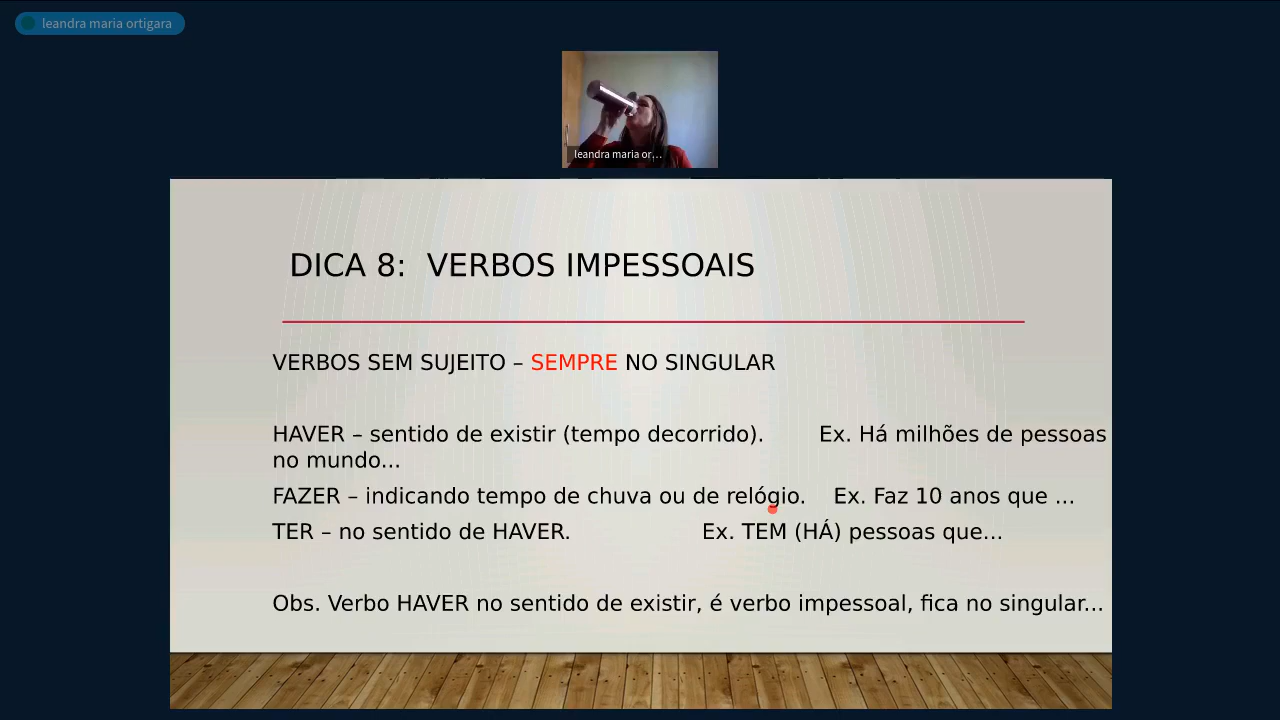 leandra maria ortigara
leandra maria or...
DICA 8: VERBOS IMPESSOAIS
VERBOS SEM SUJEITO – SEMPRE NO SINGULAR
HAVER – sentido de existir (tempo decorrido). Ex. Há milhões de pessoas
no mundo...
FAZER – indicando tempo de chuva ou de relógio. Ex. Faz 10 anos que ...
TER – no sentido de HAVER. Ex. TEM (HÁ) pessoas que...
Obs. Verbo HAVER no sentido de existir, é verbo impessoal, fica no singular...